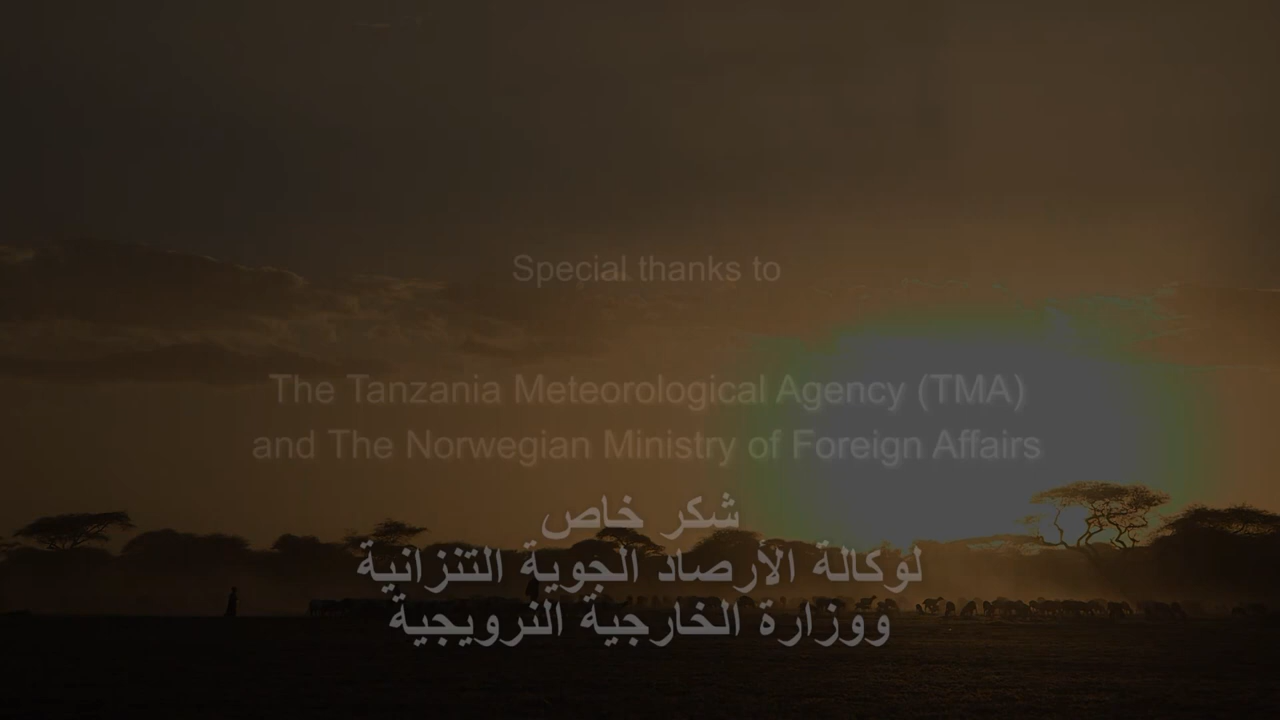 Special thanks to
The Tanzania Meteorological Agency (TMA)
and The Norwegian Ministry of Foreign Affairs
شكر خاص
لوكالة الأرصاد الجوية التنزانية
ووزارة الخارجية النرويجية